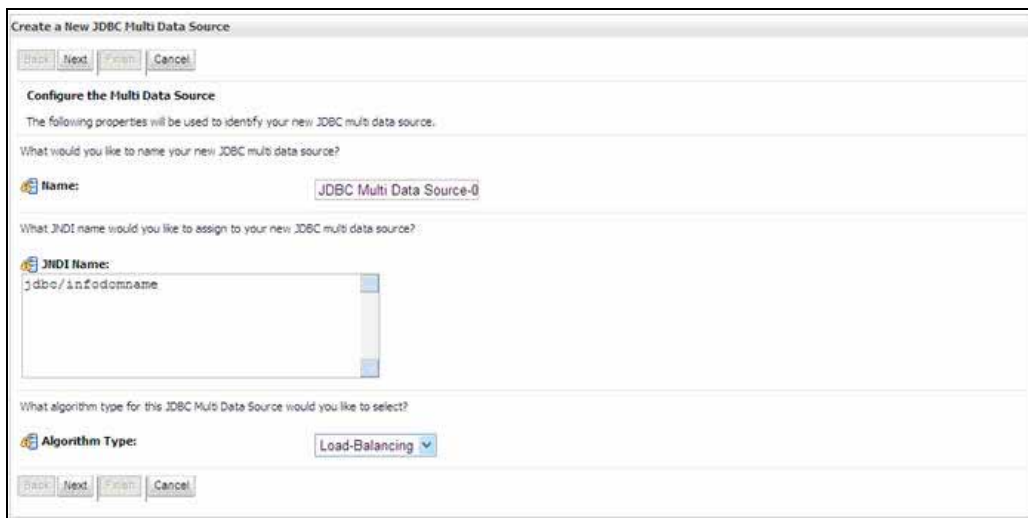 Create a New JDBC Multi Data Source
Back Next Finish Cancel
Configure the Multi Data Source
The following properties will be used to identify your new JDBC multi data source.
What would you like to name your new JDBC multi data source?
Name: JDBC Multi Data Source-0
What JNDI name would you like to assign to your new JDBC multi data source?
JNDI Name:
jdbc/infodomname
What algorithm type for this JDBC Multi Data Source would you like to select?
Algorithm Type: Load-Balancing
Back Next Finish Cancel